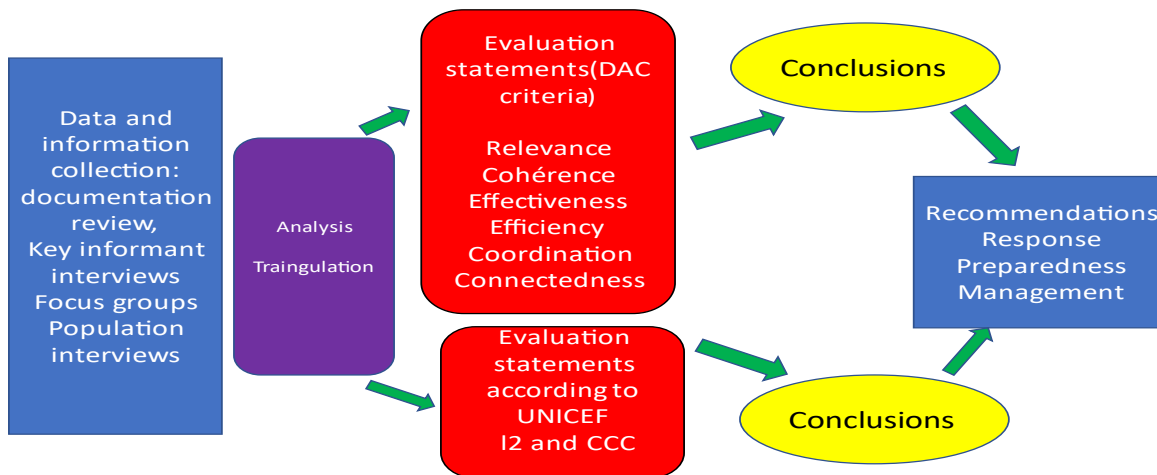 Data and
information
collection:
documentation
review,
Key informant
interviews
Focus groups
Population
interviews
Analysis
Traingulation
Evaluation
statements(DAC
criteria)
Relevance
Cohérence
Effectiveness
Efficiency
Coordination
Connectedness
Evaluation
statements
according to
UNICEF
l2 and CCC
Conclusions
Conclusions
Recommendations
Response
Preparedness
Management